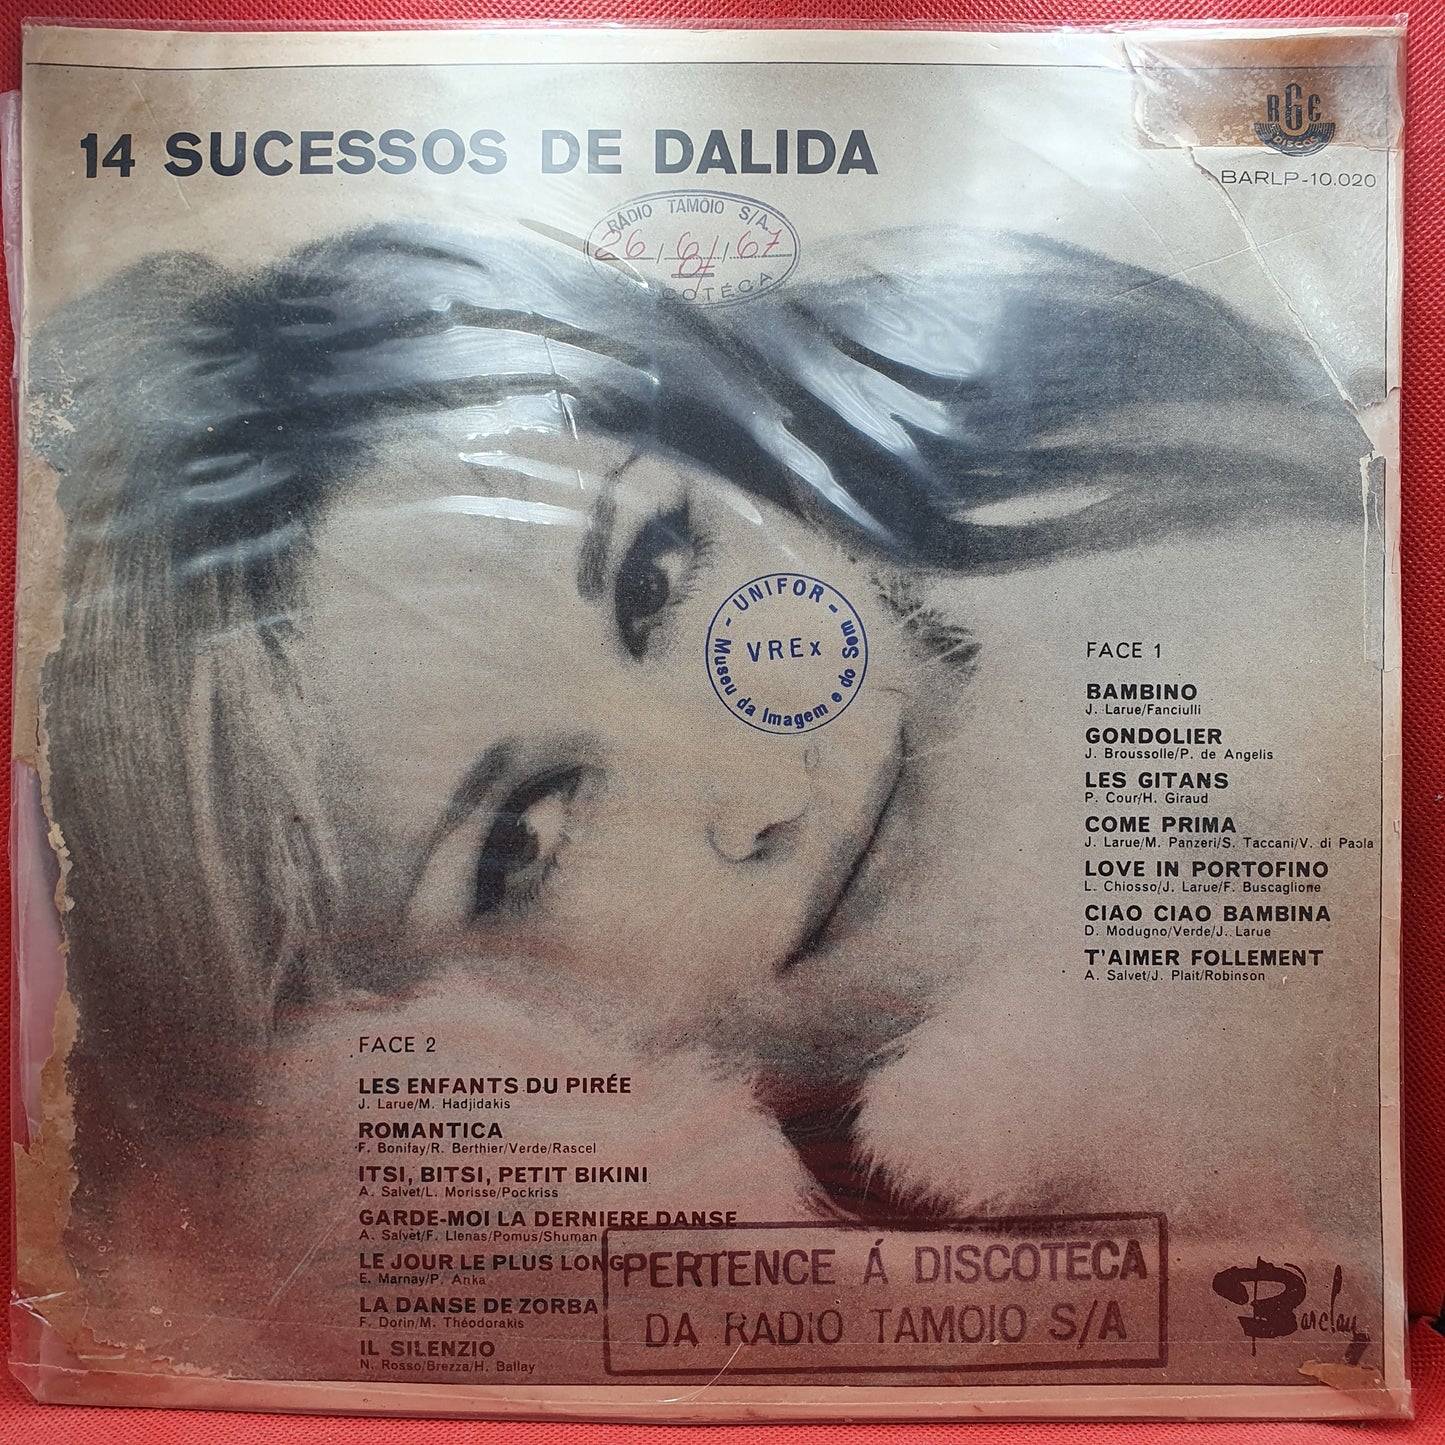 14 SUCESSOS DE DALIDA
RGE
DISCOS
BARLP-10.020
RÁDIO TAMÓIO S/A.
26 / 6 / 67
UNIFOR
VREx
Museu da Imagem e do Som
FACE 1
BAMBINO
J. Larue/Fanciulli
GONDOLIER
J. Broussolle/P. de Angelis
LES GITANS
P. Cour/H. Giraud
COME PRIMA
J. Larue/M. Panzeri/S. Taccani/V. di Paola
LOVE IN PORTOFINO
L. Chiosso/J. Larue/F. Buscaglione
CIAO CIAO BAMBINA
D. Modugno/Verde/J. Larue
T'AIMER FOLLEMENT
A. Salvet/J. Plait/Robinson
FACE 2
LES ENFANTS DU PIRÉE
J. Larue/M. Hadjidakis
ROMANTICA
F. Bonifay/R. Berthier/Verde/Rascel
ITSI, BITSI, PETIT BIKINI
A. Salvet/L. Morisse/Pockriss
GARDE-MOI LA DERNIERE DANSE
A. Salvet/F. Llenas/Pomus/Shuman
LE JOUR LE PLUS LONG
E. Marnay/P. Anka
LA DANSE DE ZORBA
F. Dorin/M. Théodorakis
IL SILENZIO
N. Rosso/Brezza/H. Ballay
PERTENCE Á DISCOTECA
DA RADIO TAMOIO S/A
Barclay